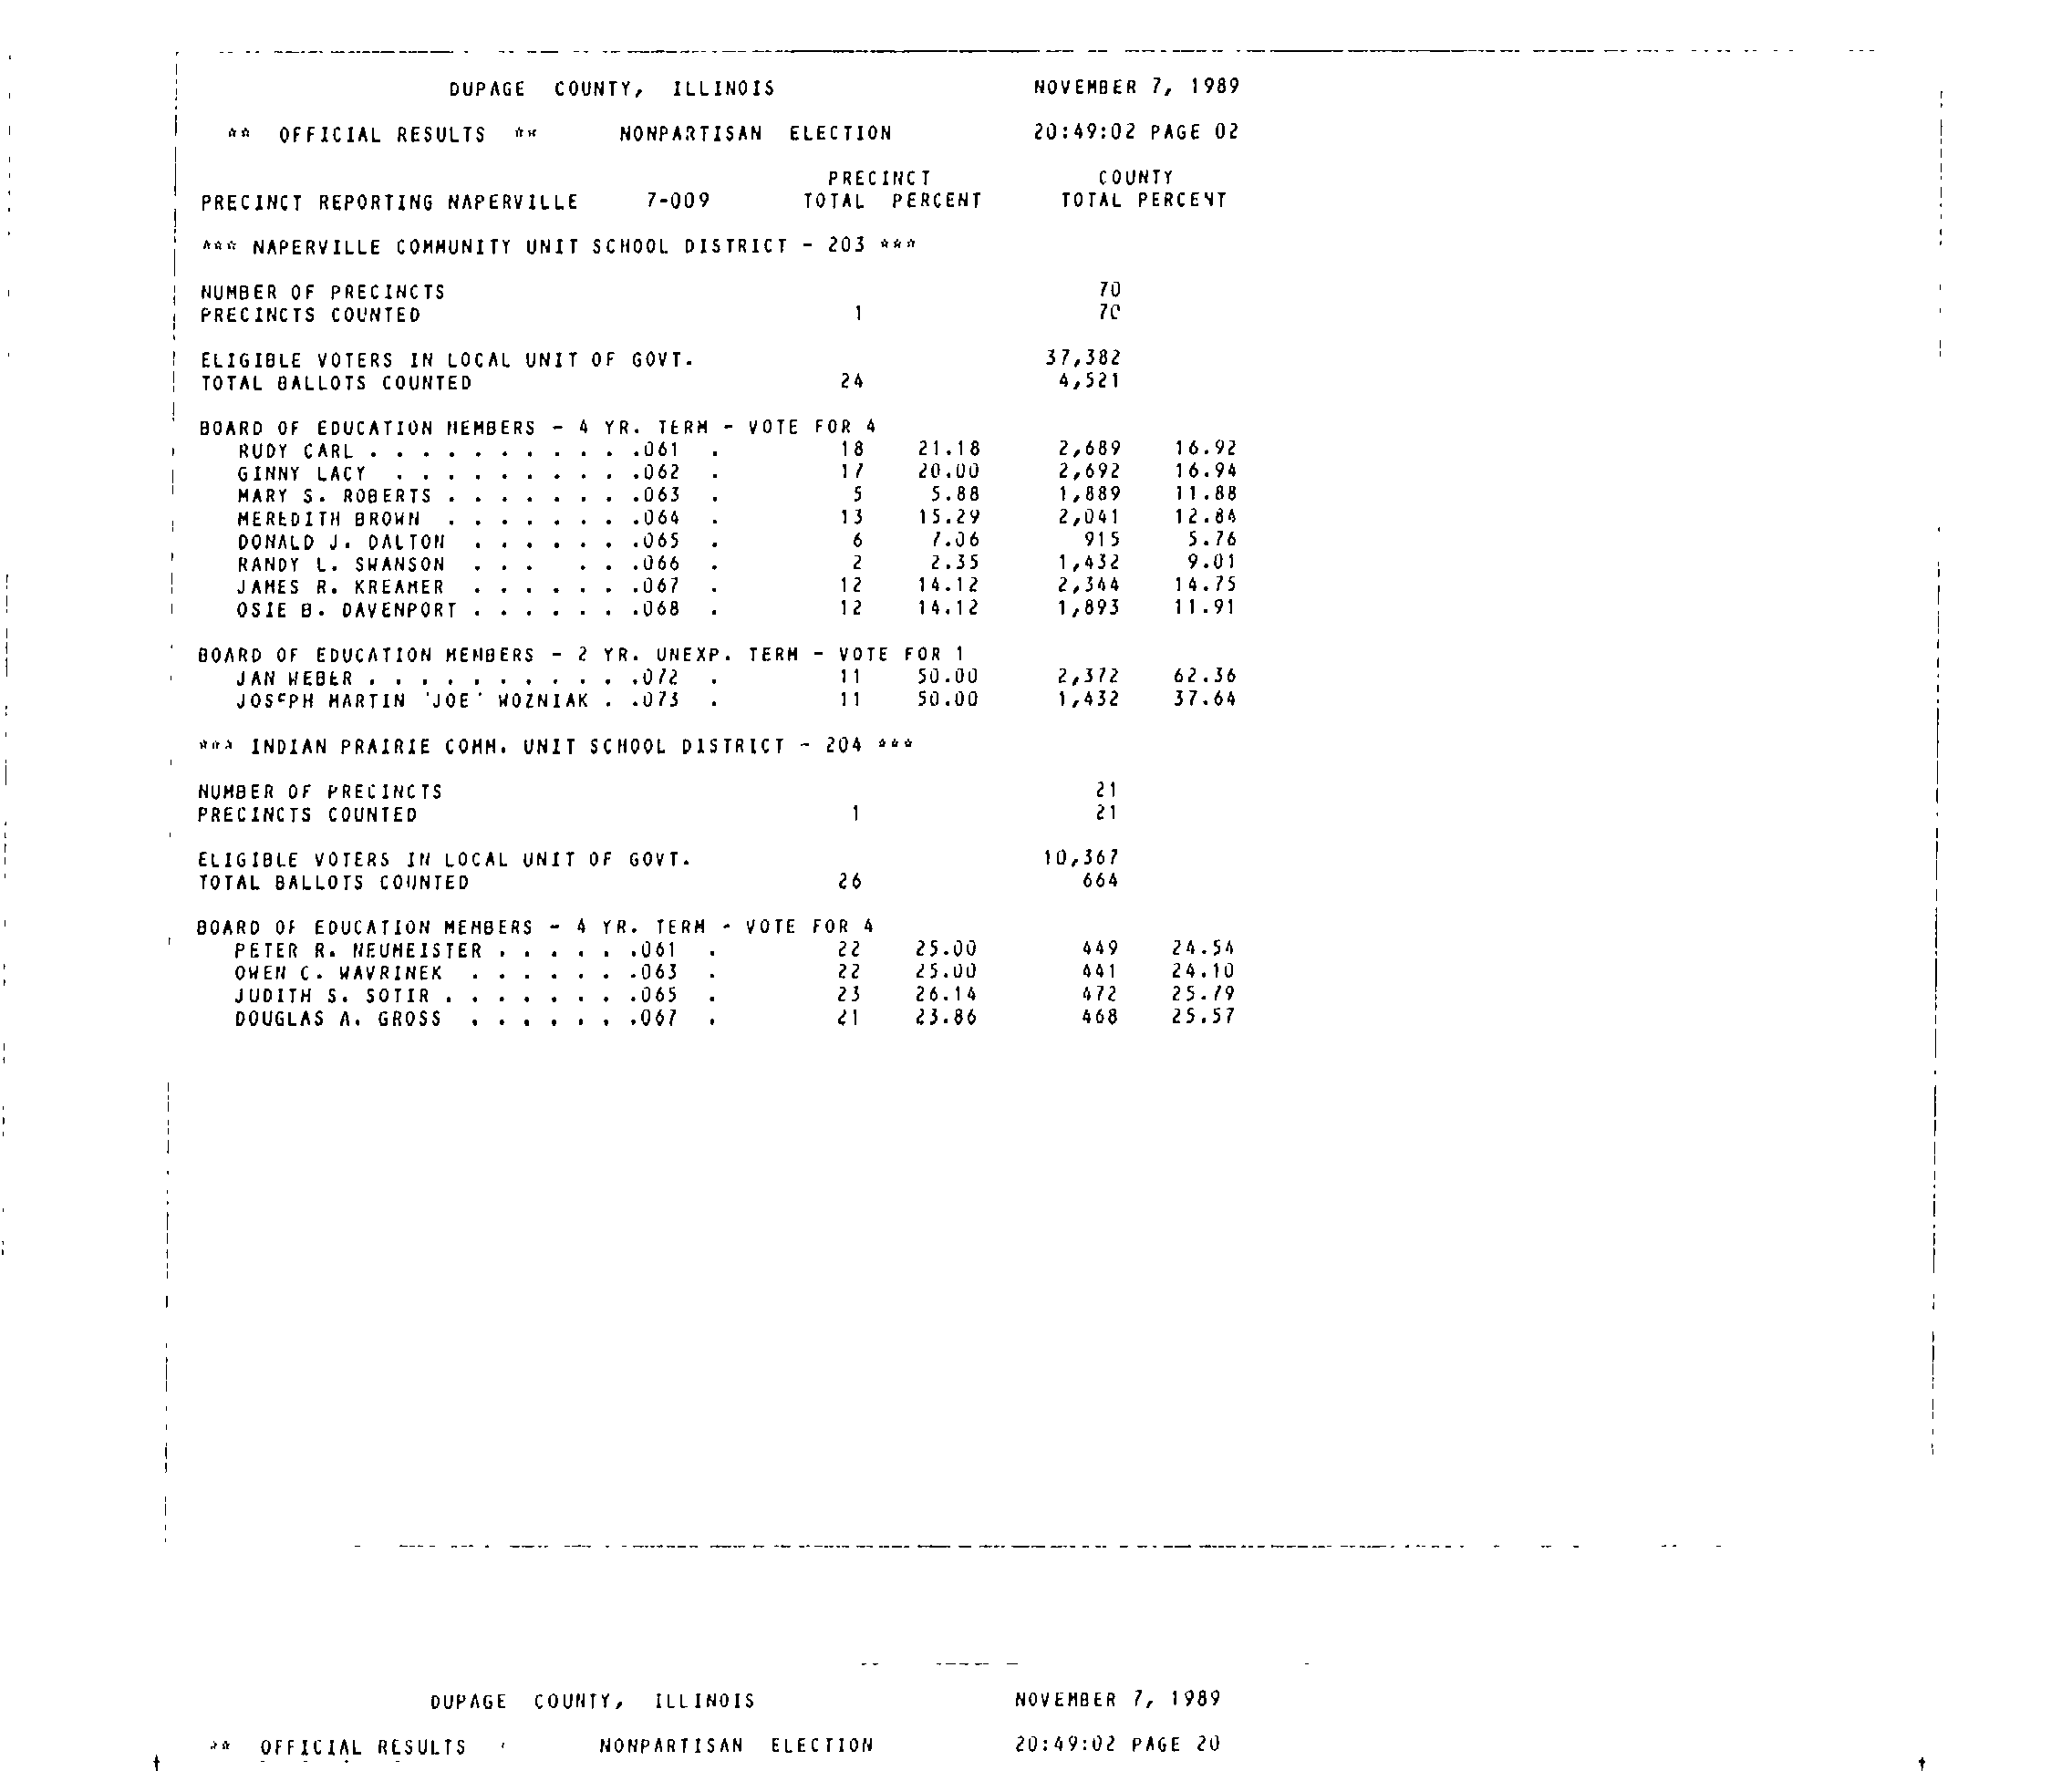 DUPAGE COUNTY, ILLINOIS NOVEMBER 7, 1989
** OFFICIAL RESULTS ** NONPARTISAN ELECTION 20:49:02 PAGE 02
PRECINCT COUNTY
PRECINCT REPORTING NAPERVILLE 7-009 TOTAL PERCENT TOTAL PERCENT
*** NAPERVILLE COMMUNITY UNIT SCHOOL DISTRICT - 203 ***
NUMBER OF PRECINCTS 70
PRECINCTS COUNTED 1 70
ELIGIBLE VOTERS IN LOCAL UNIT OF GOVT. 37,382
TOTAL BALLOTS COUNTED 24 4,521
BOARD OF EDUCATION MEMBERS - 4 YR. TERM - VOTE FOR 4
RUDY CARL . . . . . . . . . . .061 . 18 21.18 2,689 16.92
GINNY LACY . . . . . . . . . .062 . 17 20.00 2,692 16.94
MARY S. ROBERTS . . . . . . . .063 . 5 5.88 1,889 11.88
MEREDITH BROWN . . . . . . . .064 . 13 15.29 2,041 12.84
DONALD J. DALTON . . . . . . .065 . 6 7.06 915 5.76
RANDY L. SWANSON . . . . . .066 . 2 2.35 1,432 9.01
JAMES R. KREAMER . . . . . . .067 . 12 14.12 2,344 14.75
OSIE B. DAVENPORT . . . . . . .068 . 12 14.12 1,893 11.91
BOARD OF EDUCATION MEMBERS - 2 YR. UNEXP. TERM - VOTE FOR 1
JAN WEBER . . . . . . . . . . .072 . 11 50.00 2,372 62.36
JOSEPH MARTIN 'JOE' WOZNIAK . .073 . 11 50.00 1,432 37.64
*** INDIAN PRAIRIE COMM. UNIT SCHOOL DISTRICT - 204 ***
NUMBER OF PRECINCTS 21
PRECINCTS COUNTED 1 21
ELIGIBLE VOTERS IN LOCAL UNIT OF GOVT. 10,367
TOTAL BALLOTS COUNTED 26 664
BOARD OF EDUCATION MEMBERS - 4 YR. TERM - VOTE FOR 4
PETER R. NEUMEISTER . . . . . .061 . 22 25.00 449 24.54
OWEN C. WAVRINEK . . . . . . .063 . 22 25.00 441 24.10
JUDITH S. SOTIR . . . . . . . .065 . 23 26.14 472 25.79
DOUGLAS A. GROSS . . . . . . .067 . 21 23.86 468 25.57
DUPAGE COUNTY, ILLINOIS NOVEMBER 7, 1989
** OFFICIAL RESULTS NONPARTISAN ELECTION 20:49:02 PAGE 20